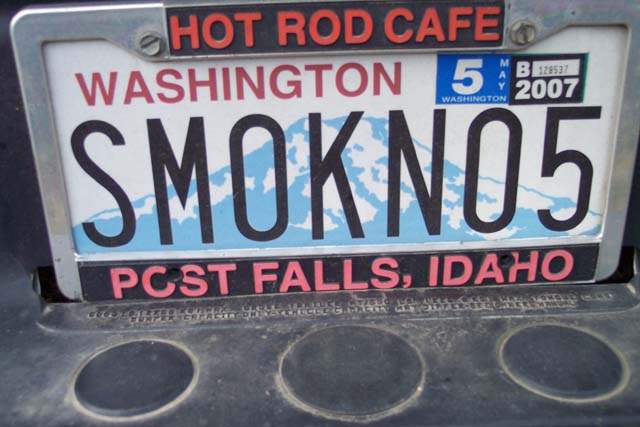 HOT ROD CAFE
WASHINGTON
5 MAY WASHINGTON
B 128537 2007
SMOKN05
POST FALLS, IDAHO